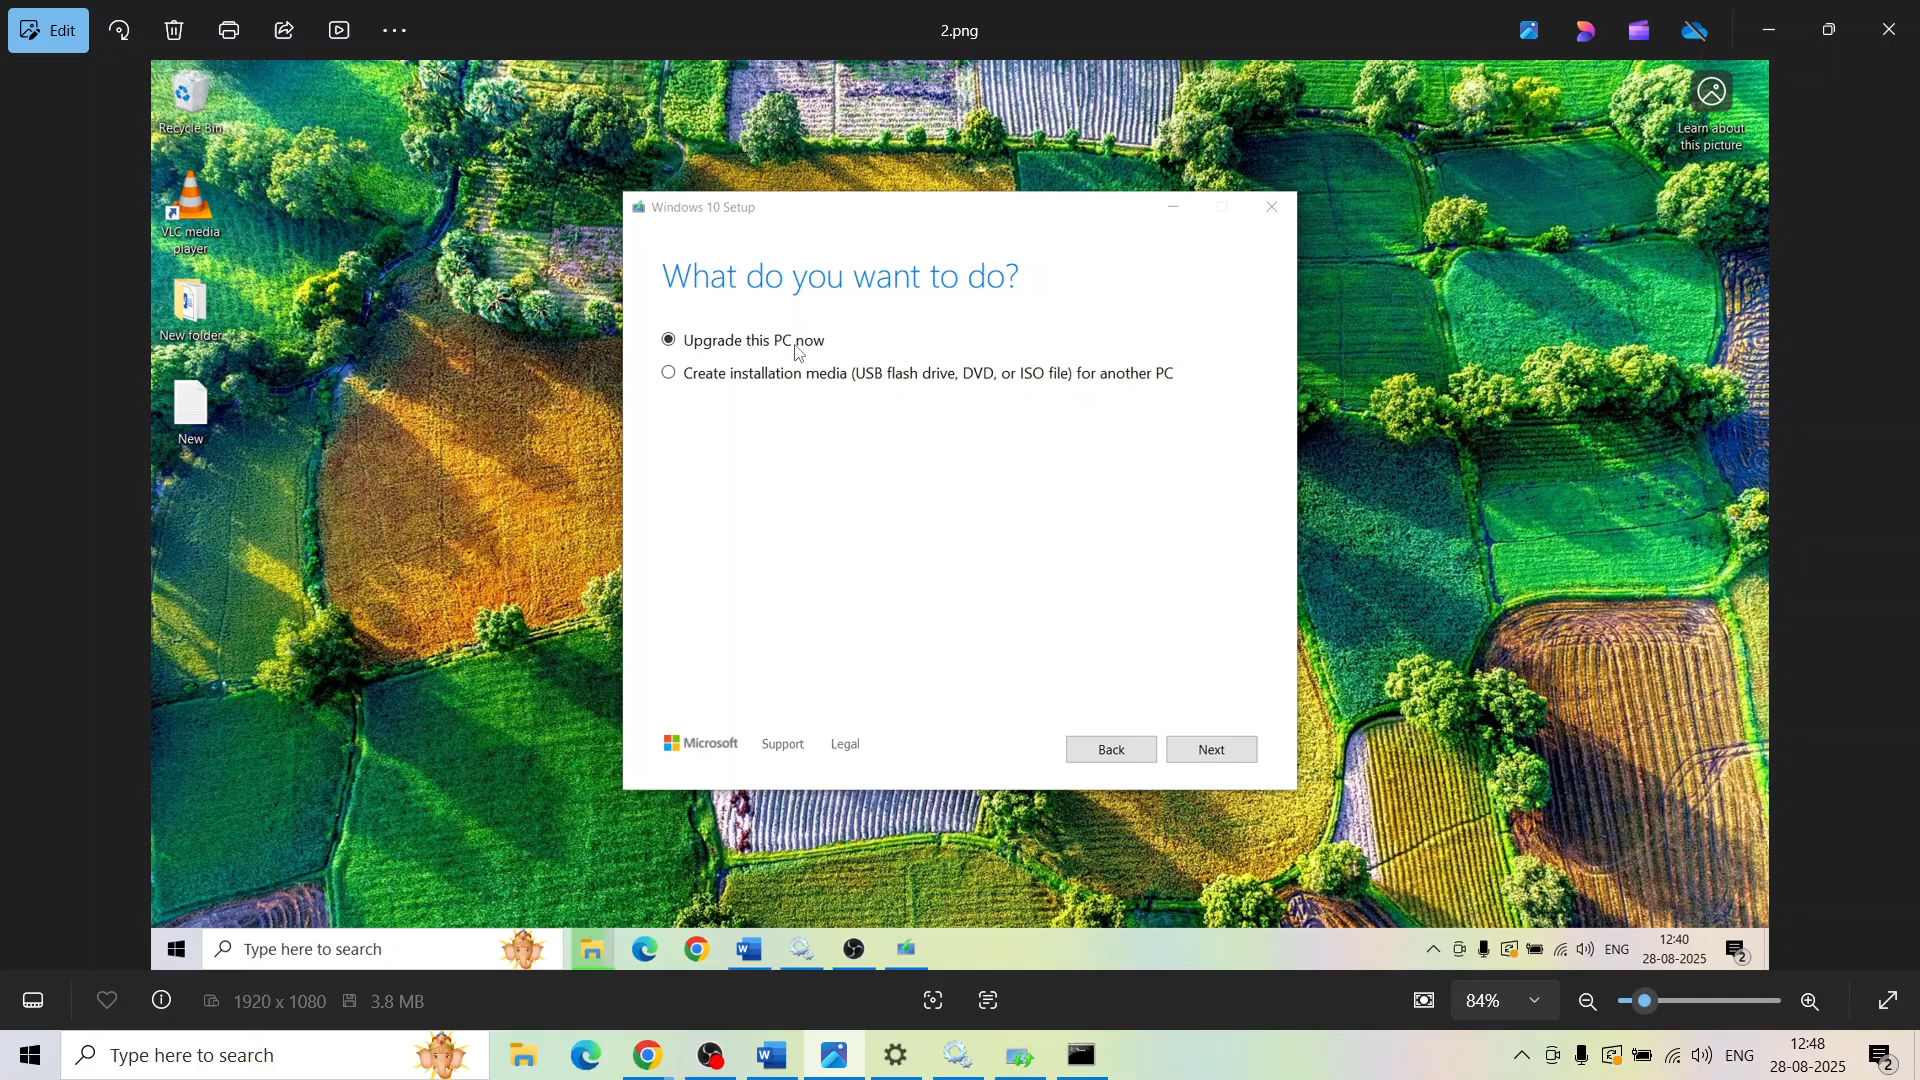 Edit
2.png
Recycle Bin
Learn about
this picture
VLC media
player
New folder
New
Windows 10 Setup
What do you want to do?
Upgrade this PC now
Create installation media (USB flash drive, DVD, or ISO file) for another PC
Microsoft Support Legal
Back Next
Type here to search
ENG
12:40
28-08-2025
2
1920 x 1080
3.8 MB
84%
Type here to search
ENG
12:48
28-08-2025
2